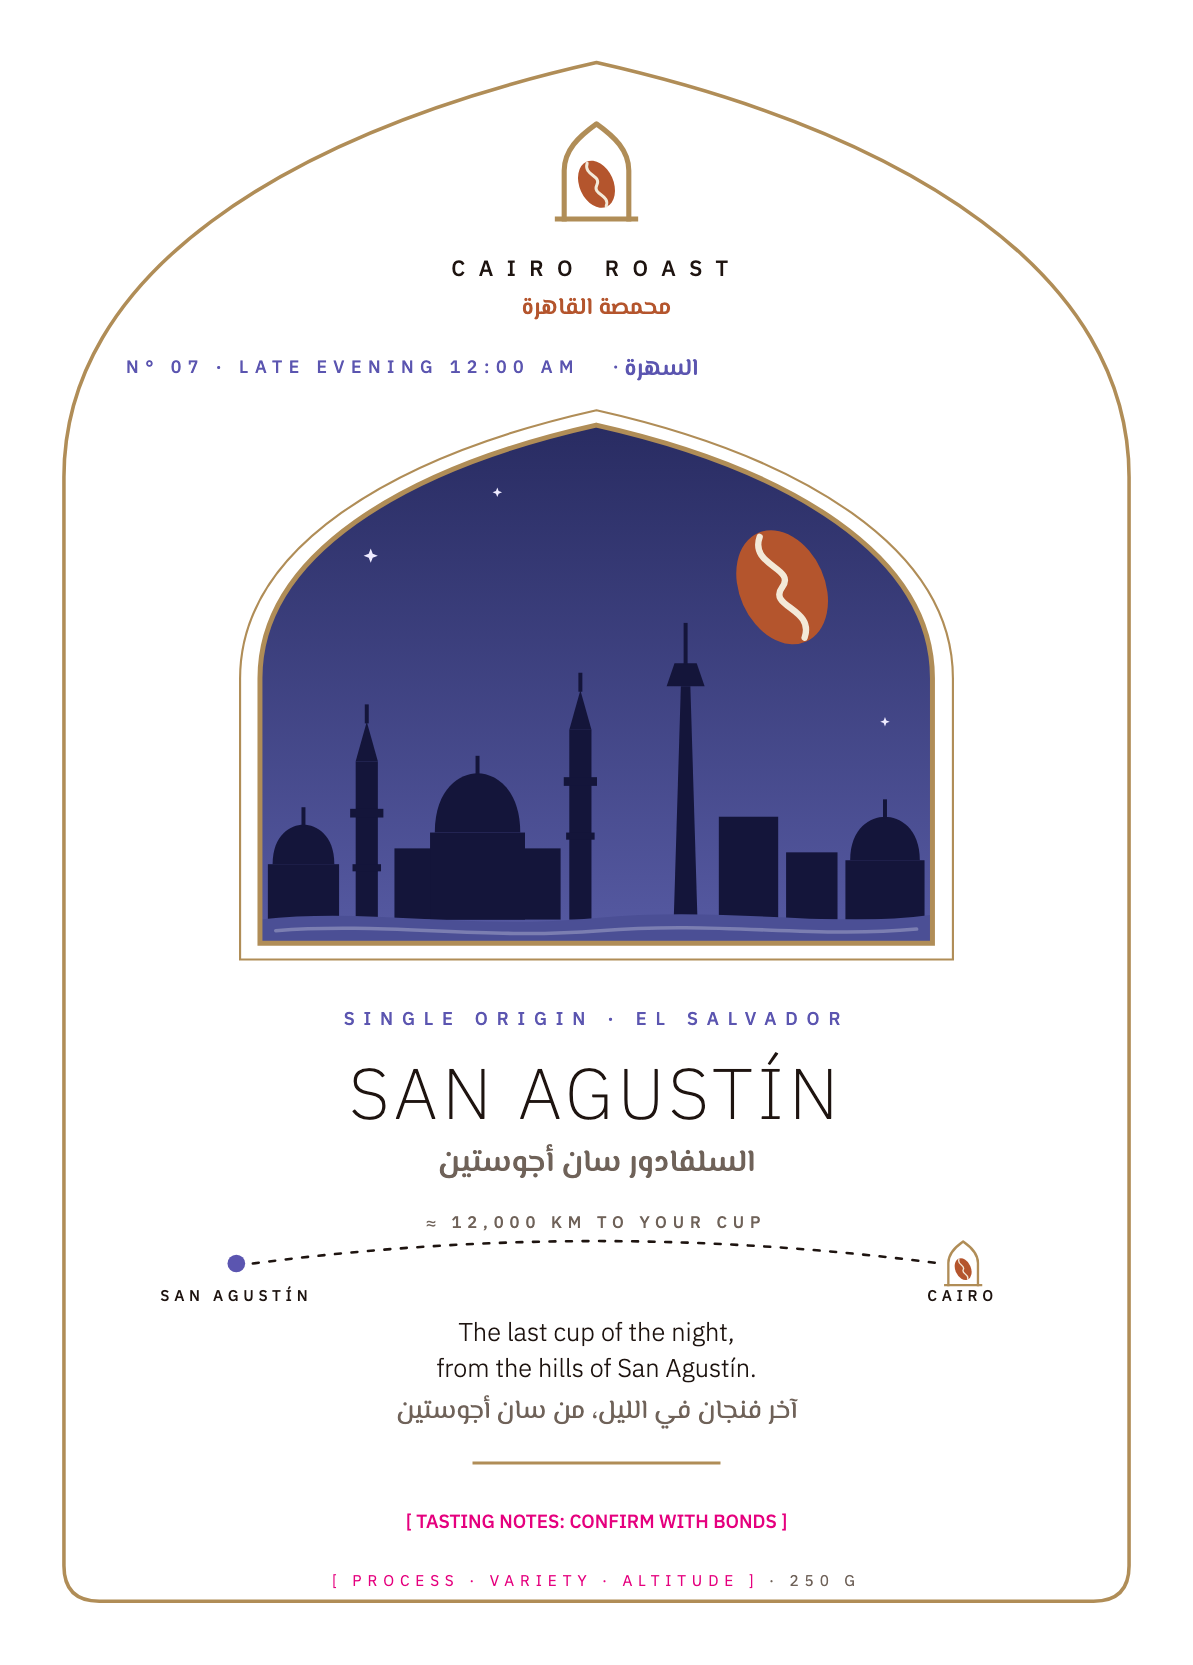 CAIRO ROAST
محمصة القاهرة
N° 07 · LATE EVENING 12:00 AM · السهرة
SINGLE ORIGIN · EL SALVADOR
SAN AGUSTÍN
السلفادور سان أجوستين
≈ 12,000 KM TO YOUR CUP
SAN AGUSTÍN
CAIRO
The last cup of the night,
from the hills of San Agustín.
آخر فنجان في الليل، من سان أجوستين
[ TASTING NOTES: CONFIRM WITH BONDS ]
[ PROCESS · VARIETY · ALTITUDE ] · 250 G